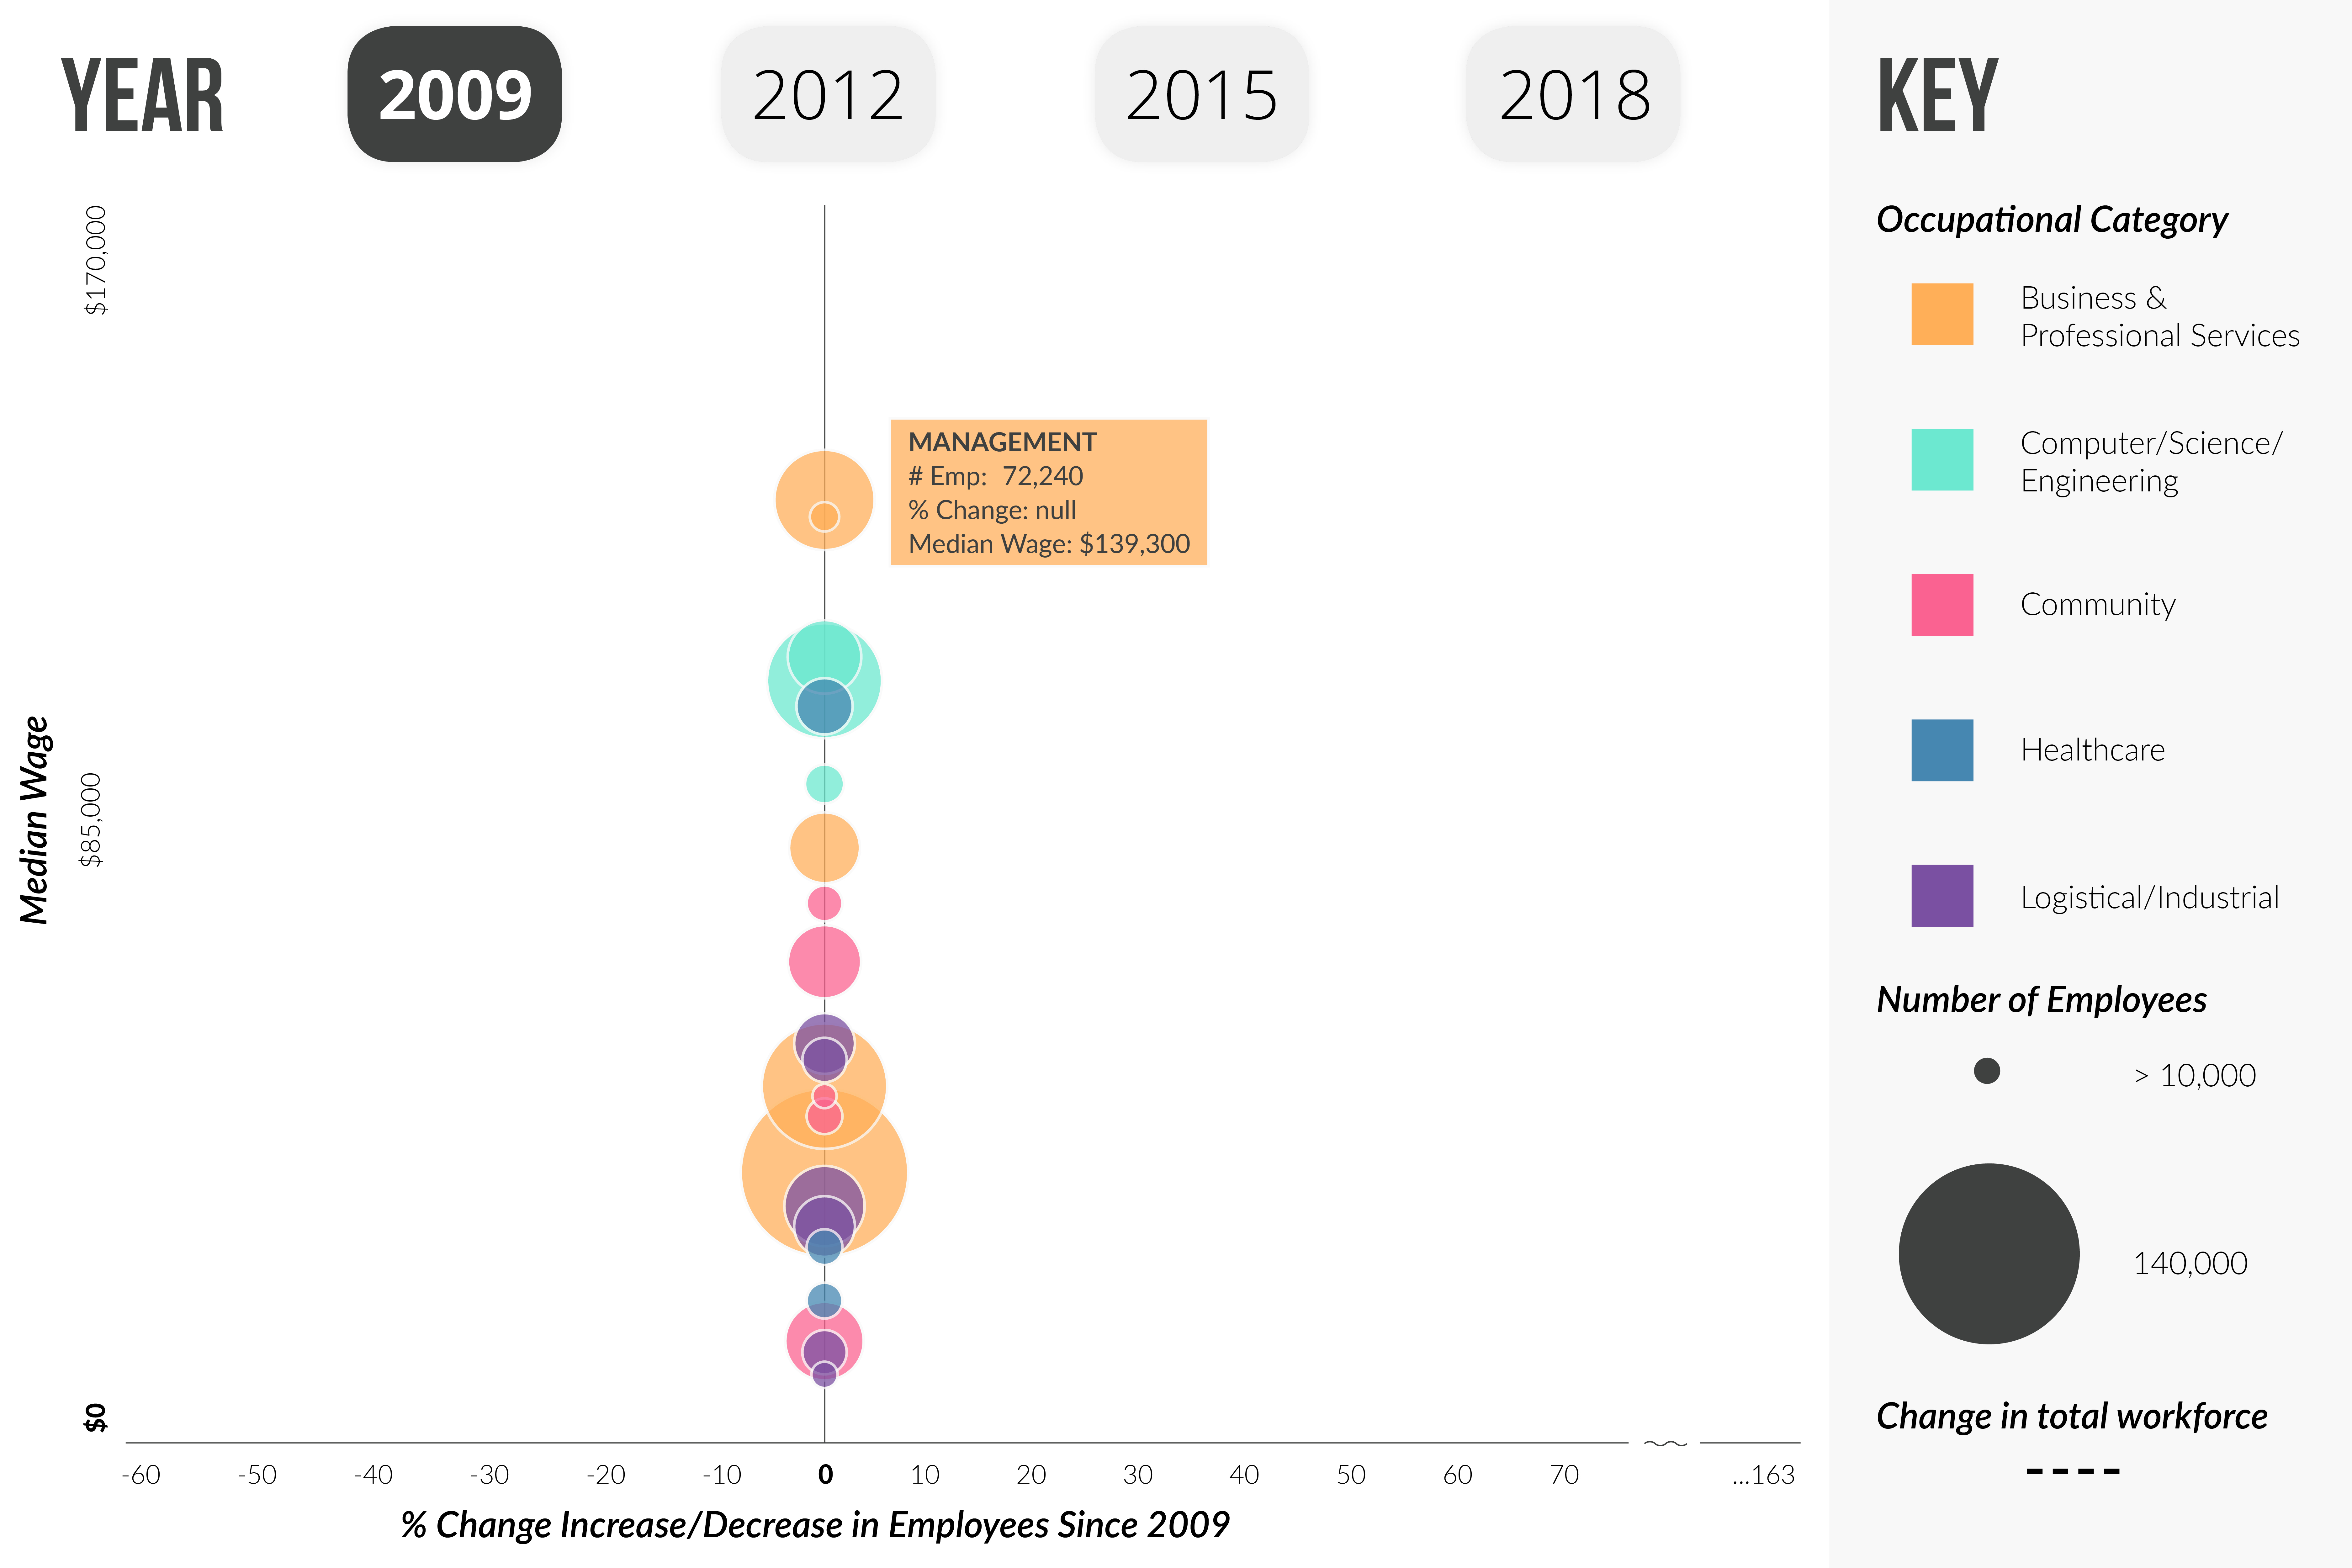 YEAR
2009
2012
2015
2018
$170,000
$85,000
$0
Median Wage
MANAGEMENT
# Emp: 72,240
% Change: null
Median Wage: $139,300
-60 -50 -40 -30 -20 -10 0 10 20 30 40 50 60 70 ...163
% Change Increase/Decrease in Employees Since 2009
KEY
Occupational Category
Business &
Professional Services
Computer/Science/
Engineering
Community
Healthcare
Logistical/Industrial
Number of Employees
> 10,000
140,000
Change in total workforce